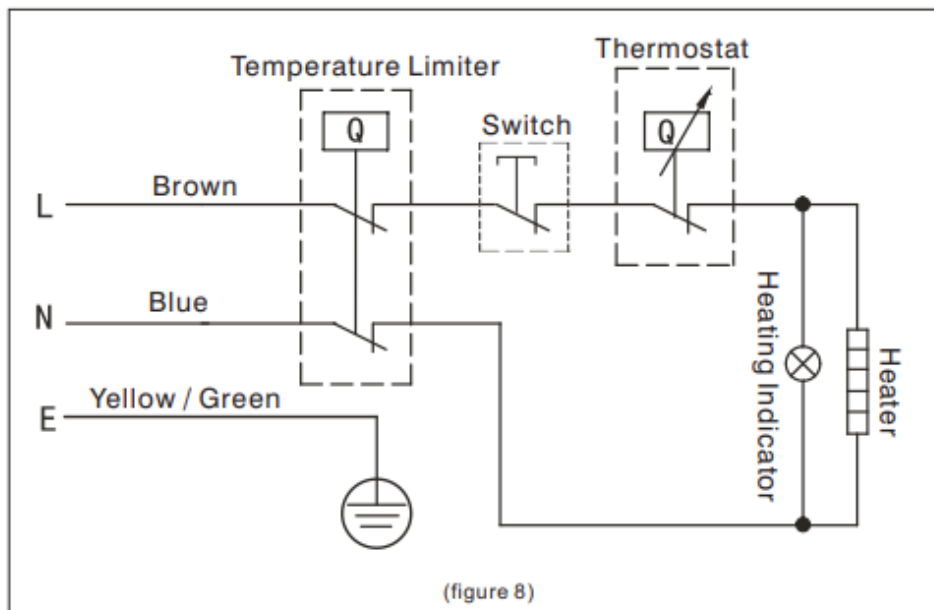 Thermostat
Temperature Limiter
Q
Switch
Q
L
Brown
N
Blue
E
Yellow / Green
Heating Indicator
Heater
(figure 8)